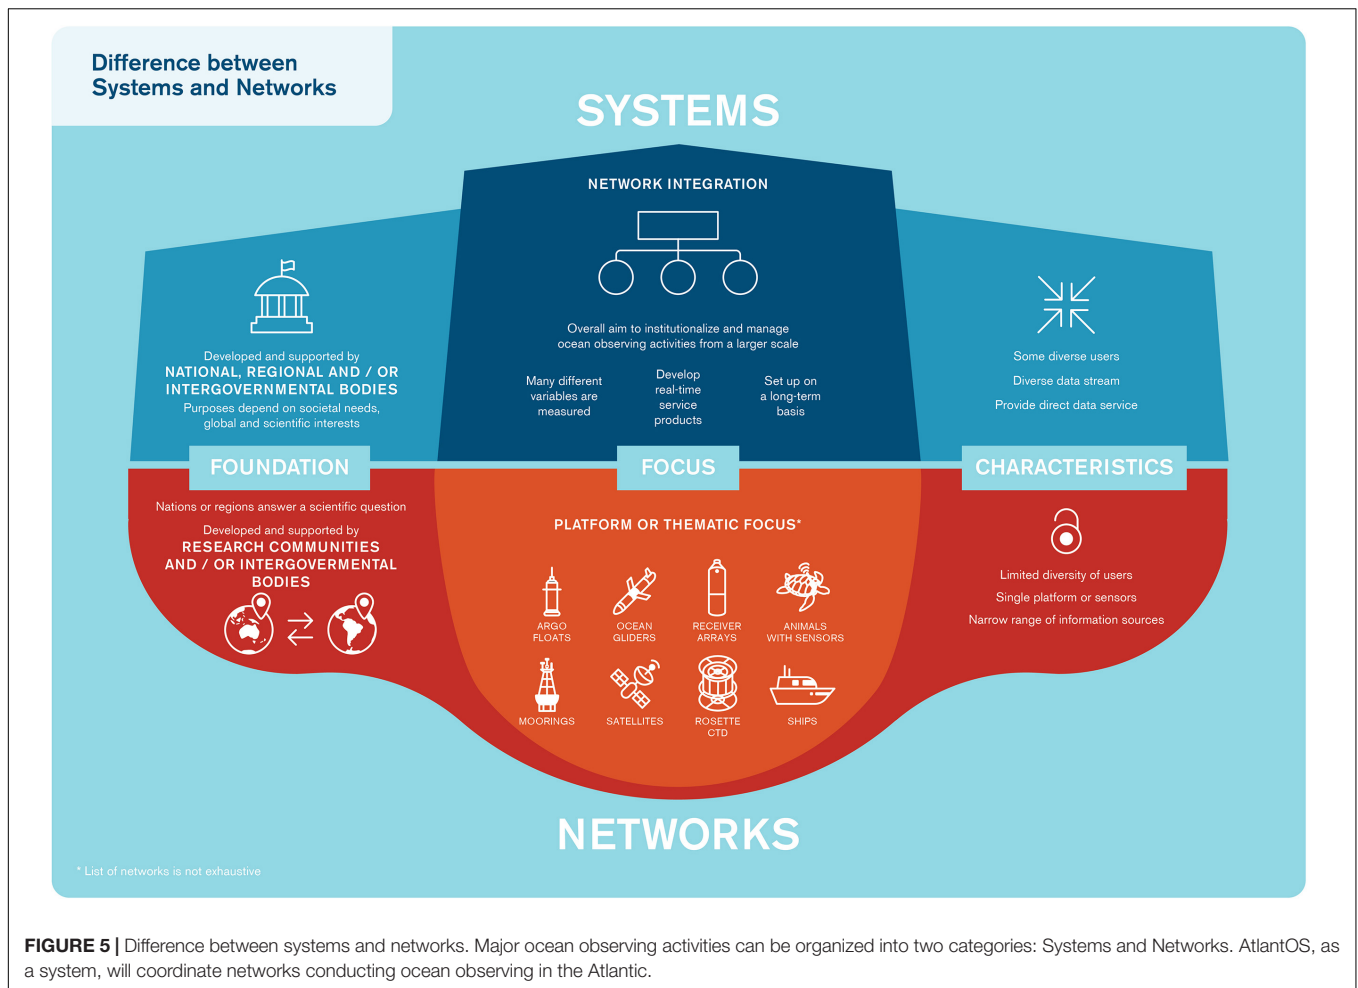 Difference between
Systems and Networks
SYSTEMS
NETWORK INTEGRATION
Overall aim to institutionalize and manage
ocean observing activities from a larger scale
Many different
variables are
measured
Develop
real-time
service
products
Set up on
a long-term
basis
Developed and supported by
NATIONAL, REGIONAL AND / OR
INTERGOVERNMENTAL BODIES
Purposes depend on societal needs,
global and scientific interests
Some diverse users
Diverse data stream
Provide direct data service
FOUNDATION
FOCUS
CHARACTERISTICS
Nations or regions answer a scientific question
Developed and supported by
RESEARCH COMMUNITIES
AND / OR INTERGOVERMENTAL
BODIES
PLATFORM OR THEMATIC FOCUS*
ARGO
FLOATS
OCEAN
GLIDERS
RECEIVER
ARRAYS
ANIMALS
WITH SENSORS
MOORINGS
SATELLITES
ROSETTE
CTD
SHIPS
Limited diversity of users
Single platform or sensors
Narrow range of information sources
NETWORKS
* List of networks is not exhaustive
FIGURE 5 | Difference between systems and networks. Major ocean observing activities can be organized into two categories: Systems and Networks. AtlantOS, as
a system, will coordinate networks conducting ocean observing in the Atlantic.